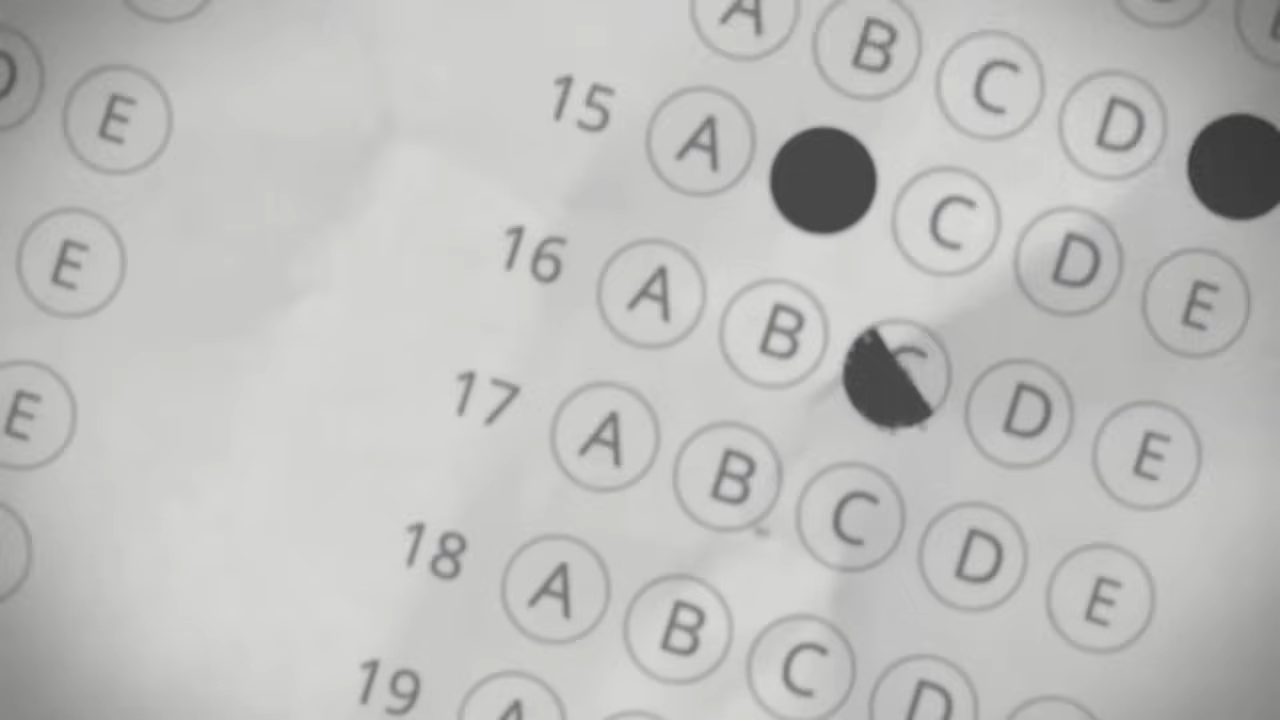 A B C D
15 A C D E
16 A B C D E
17 A B C D E
18 A B C D
19 A D
D E
E
E